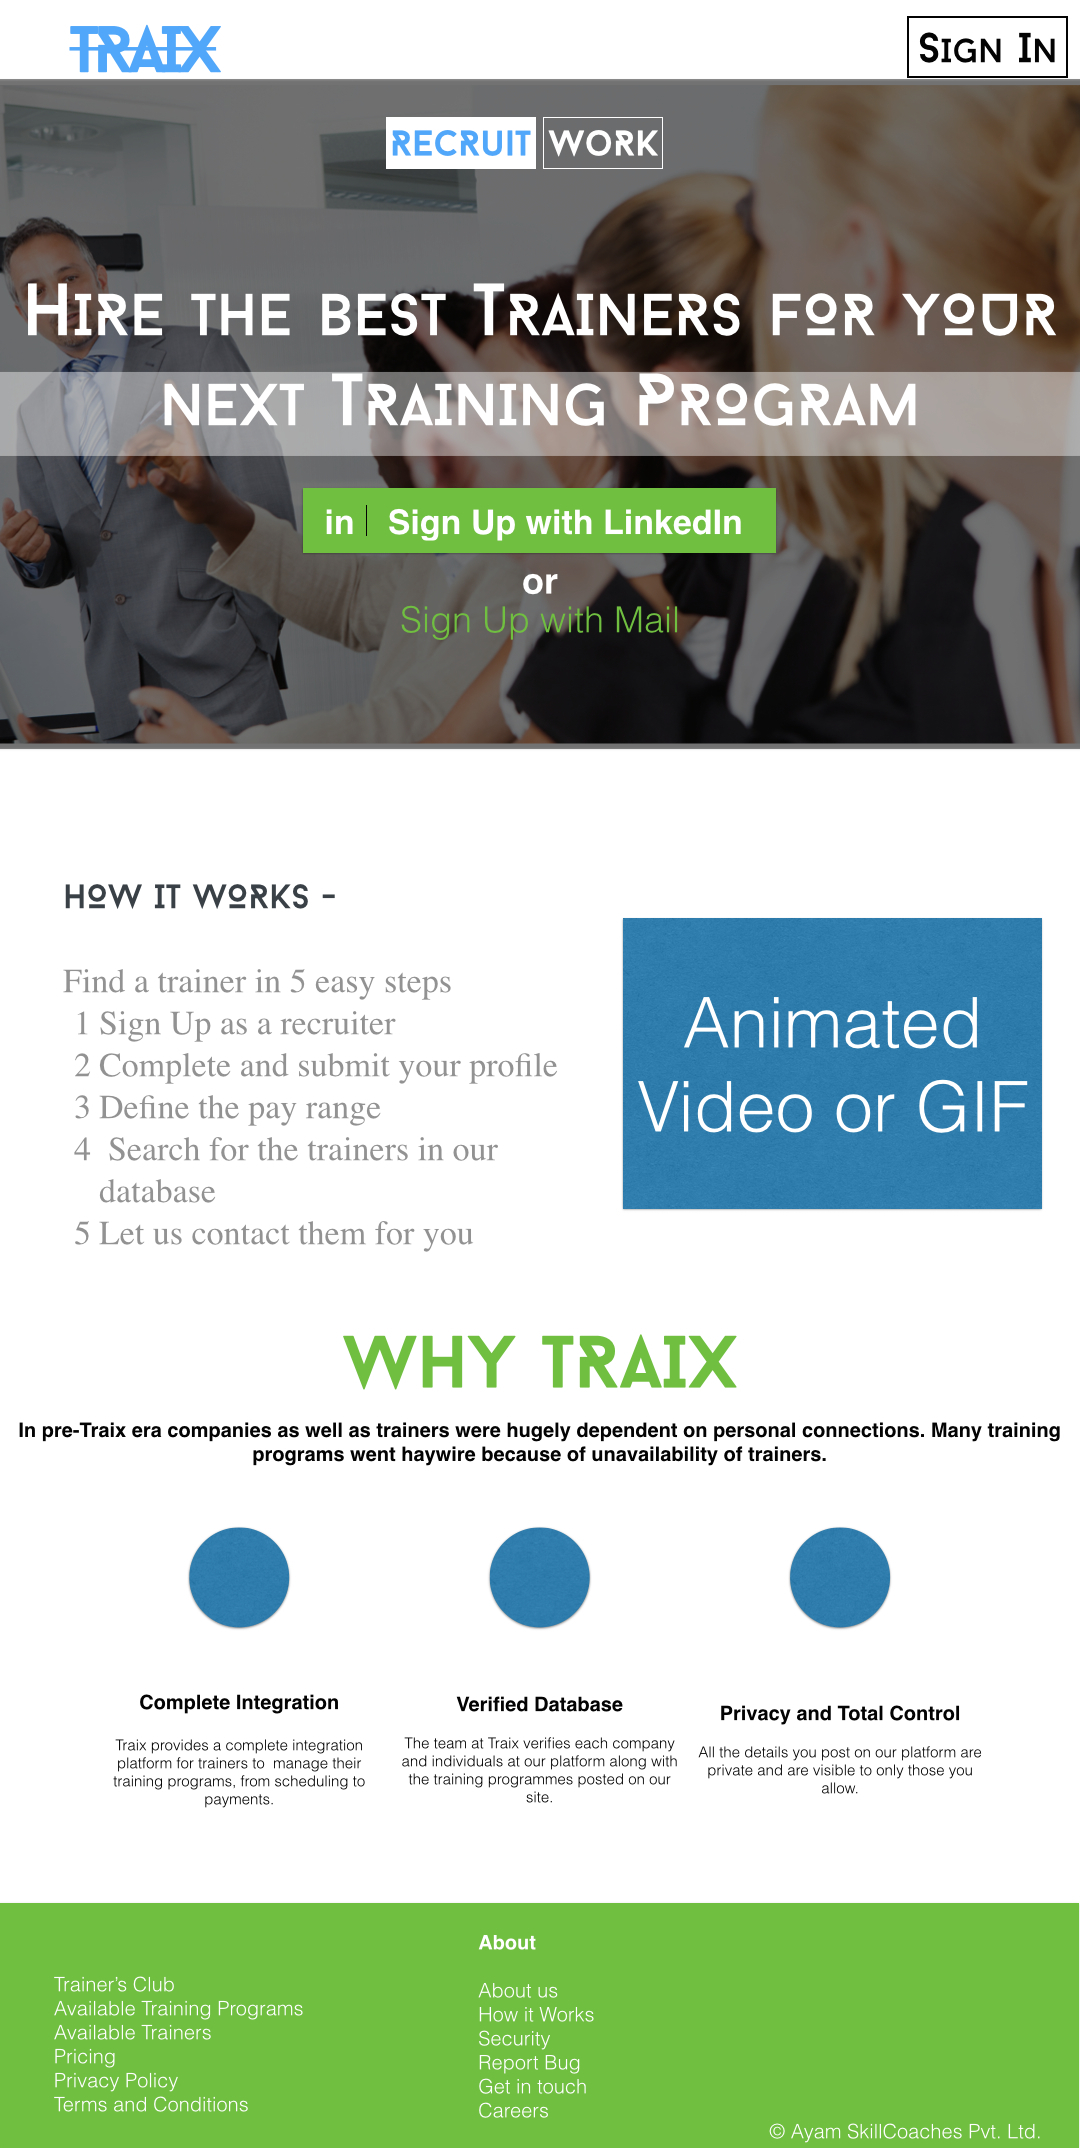 TRAIX
Sign In
RECRUIT WORK
Hire the best Trainers for your
next Training Program
in Sign Up with LinkedIn
or
Sign Up with Mail
HOW IT WORKS -
Find a trainer in 5 easy steps
1 Sign Up as a recruiter
2 Complete and submit your profile
3 Define the pay range
4 Search for the trainers in our
database
5 Let us contact them for you
Animated
Video or GIF
WHY TRAIX
In pre-Traix era companies as well as trainers were hugely dependent on personal connections. Many training
programs went haywire because of unavailability of trainers.
Complete Integration
Traix provides a complete integration
platform for trainers to manage their
training programs, from scheduling to
payments.
Verified Database
The team at Traix verifies each company
and individuals at our platform along with
the training programmes posted on our
site.
Privacy and Total Control
All the details you post on our platform are
private and are visible to only those you
allow.
Trainer’s Club
Available Training Programs
Available Trainers
Pricing
Privacy Policy
Terms and Conditions
About
About us
How it Works
Security
Report Bug
Get in touch
Careers
© Ayam SkillCoaches Pvt. Ltd.